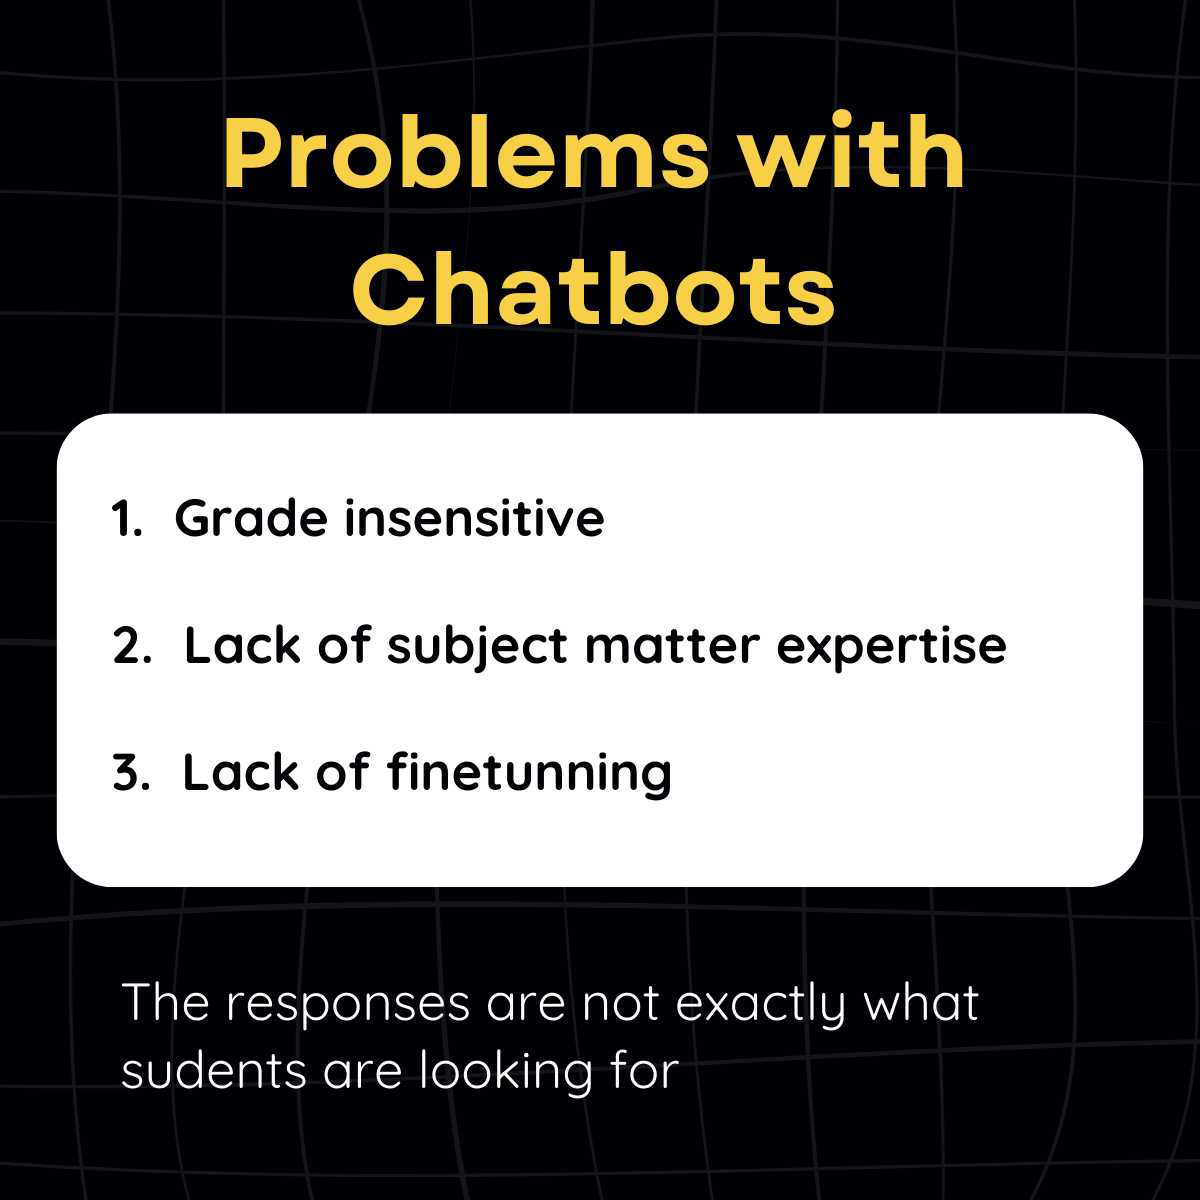 Problems with
Chatbots
1. Grade insensitive
2. Lack of subject matter expertise
3. Lack of finetunning
The responses are not exactly what
sudents are looking for